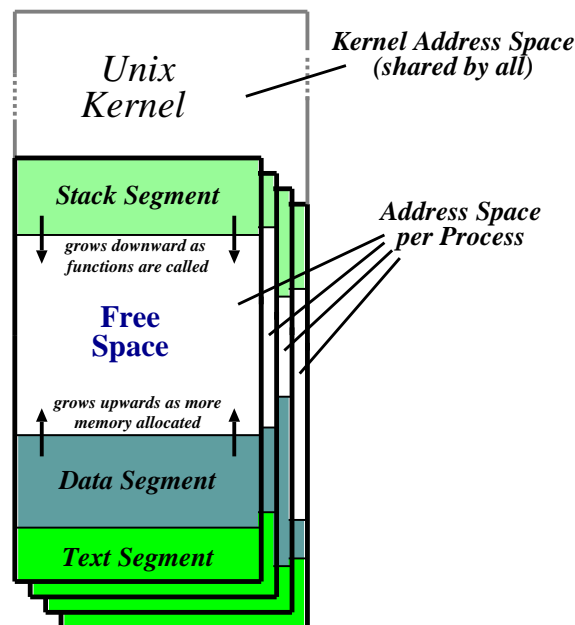 Unix
Kernel
Kernel Address Space
(shared by all)
Stack Segment
grows downward as
functions are called
Address Space
per Process
Free
Space
grows upwards as more
memory allocated
Data Segment
Text Segment